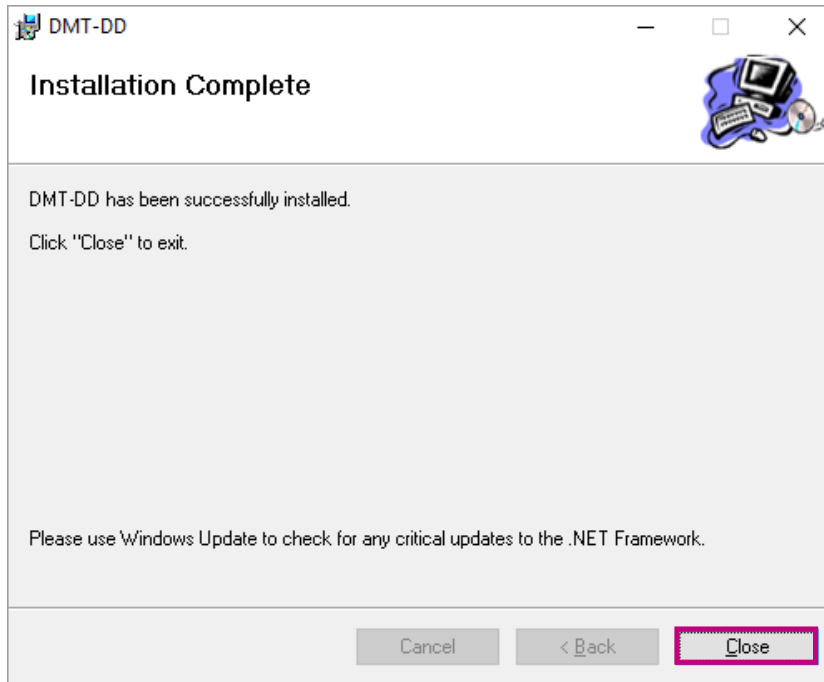 DMT-DD
Installation Complete
DMT-DD has been successfully installed.
Click "Close" to exit.
Please use Windows Update to check for any critical updates to the .NET Framework.
Cancel
< Back
Close